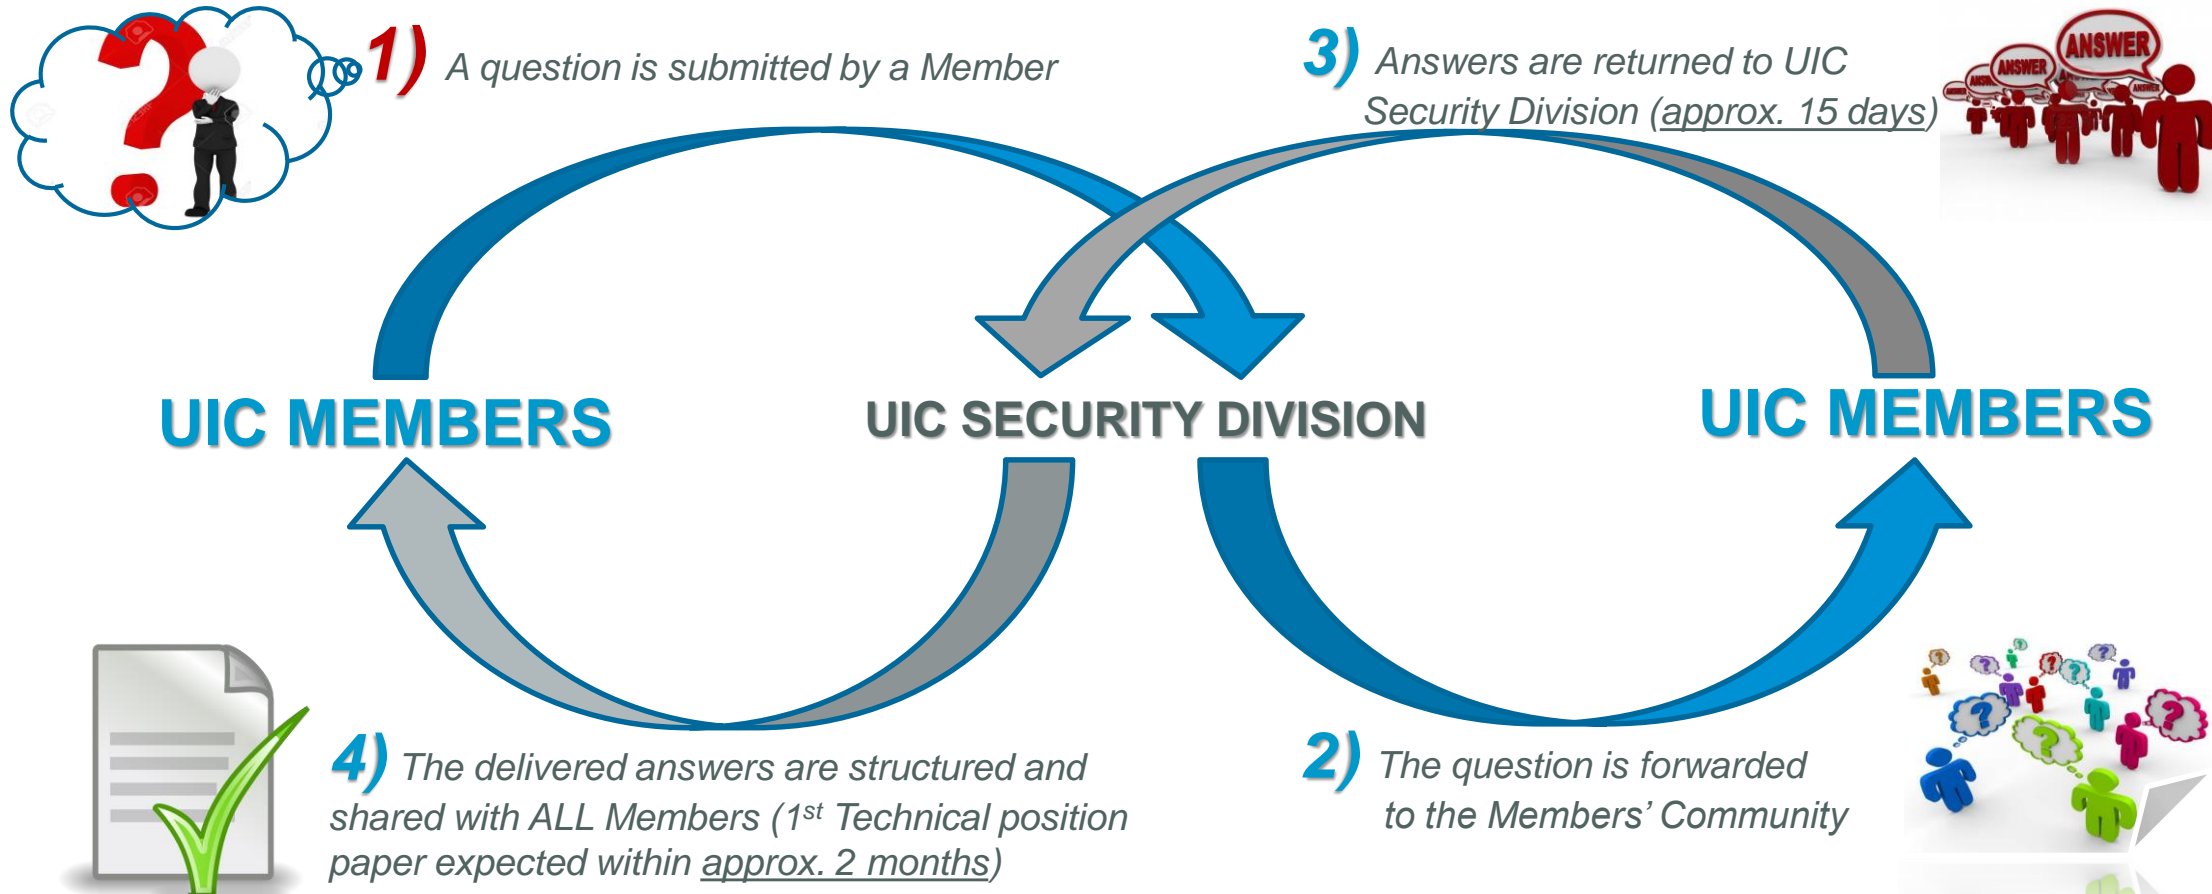 1) A question is submitted by a Member
3) Answers are returned to UIC
Security Division (approx. 15 days)
ANSWER
ANSWER
ANSWER
ANSWER
UIC MEMBERS
UIC SECURITY DIVISION
UIC MEMBERS
4) The delivered answers are structured and
shared with ALL Members (1st Technical position
paper expected within approx. 2 months)
2) The question is forwarded
to the Members’ Community